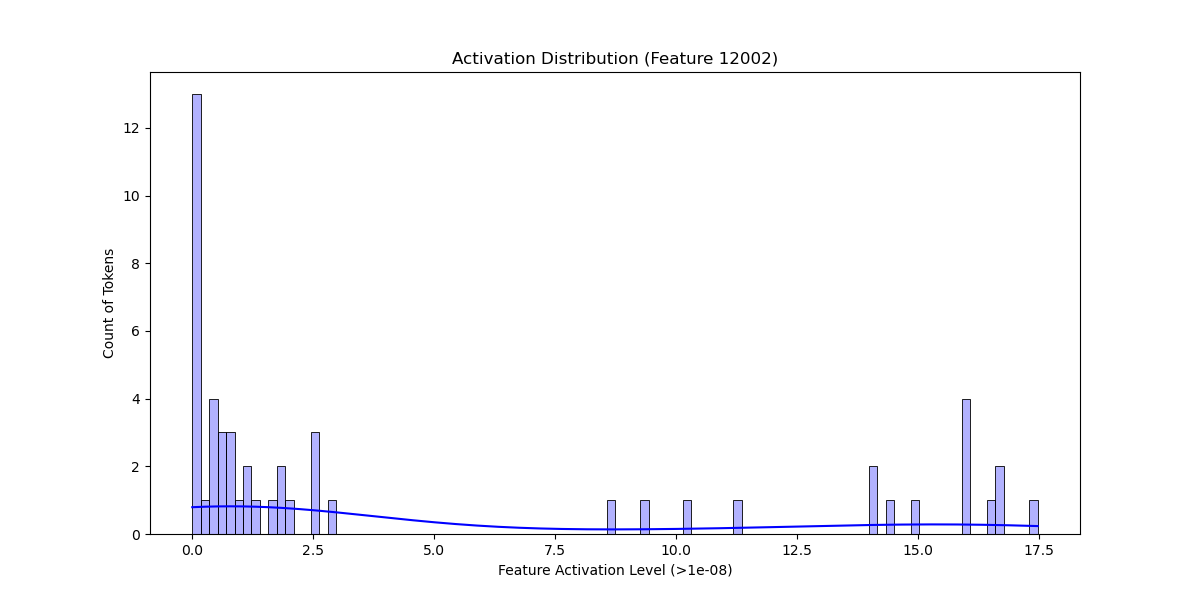 Activation Distribution (Feature 12002)
Count of Tokens
12
10
8
6
4
2
0
0.0 2.5 5.0 7.5 10.0 12.5 15.0 17.5
Feature Activation Level (>1e-08)